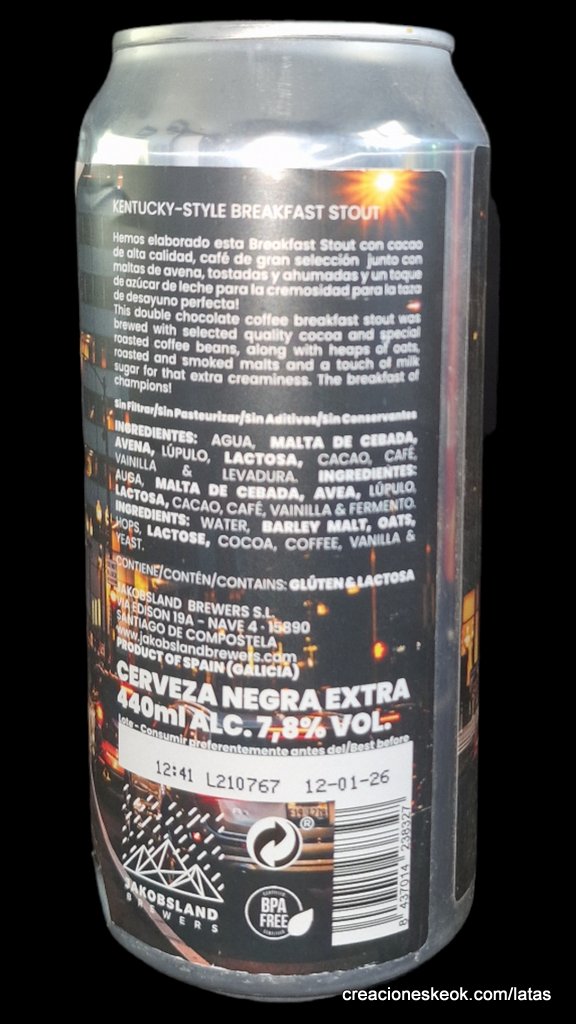 KENTUCKY-STYLE BREAKFAST STOUT
Hemos elaborado esta Breakfast Stout con cacao
de alta calidad, café de gran selección junto con
maltas de avena, tostadas y ahumadas y un toque
de azúcar de leche para la cremosidad para la taza
de desayuno perfecta!
This double chocolate coffee breakfast stout was
brewed with selected quality cocoa and special
roasted coffee beans, along with heaps of oats,
roasted and smoked malts and a touch of milk
sugar for that extra creaminess. The breakfast of
champions!
Sin Filtrar/Sin Pasteurizar/Sin Aditivos/Sin Conservantes
INGREDIENTES: AGUA, MALTA DE CEBADA,
AVENA, LÚPULO, LACTOSA, CACAO, CAFÉ,
VAINILLA & LEVADURA. INGREDIENTES:
AUGA, MALTA DE CEBADA, AVEA, LÚPULO,
LACTOSA, CACAO, CAFÉ, VAINILLA & FERMENTO.
INGREDIENTS: WATER, BARLEY MALT, OATS,
HOPS, LACTOSE, COCOA, COFFEE, VANILLA &
YEAST.
CONTIENE/CONTÉN/CONTAINS: GLÚTEN & LACTOSA
JAKOBSLAND BREWERS S.L
VIA EDISON 19A - NAVE 4 · 15890
SANTIAGO DE COMPOSTELA
www.jakobslandbrewers.com
PRODUCT OF SPAIN (GALICIA)
CERVEZA NEGRA EXTRA
440ml ALC. 7,8% VOL.
Lote - Consumir preferentemente antes del/Best before
12:41 L210767 12-01-26
®
JAKOBSLAND
BREWERS
BPA
FREE
8 437014 238327
creacioneskeok.com/latas